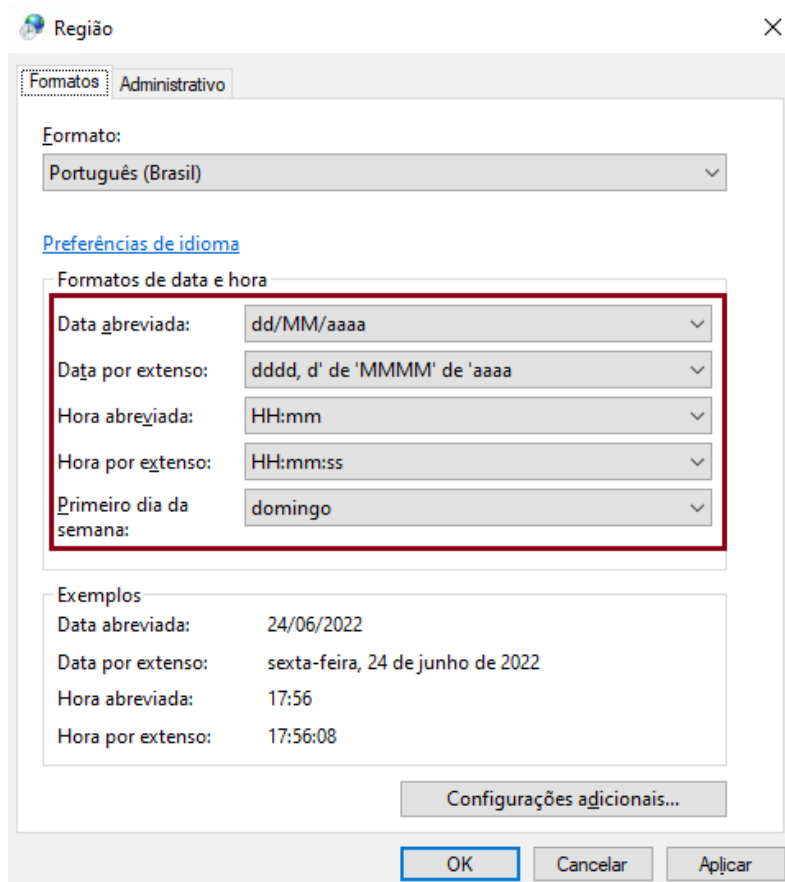 Região
Formatos Administrativo
Formato:
Português (Brasil)
Preferências de idioma
Formatos de data e hora
Data abreviada: dd/MM/aaaa
Data por extenso: dddd, d' de 'MMMM' de 'aaaa
Hora abreviada: HH:mm
Hora por extenso: HH:mm:ss
Primeiro dia da
semana: domingo
Exemplos
Data abreviada: 24/06/2022
Data por extenso: sexta-feira, 24 de junho de 2022
Hora abreviada: 17:56
Hora por extenso: 17:56:08
Configurações adicionais...
OK Cancelar Aplicar